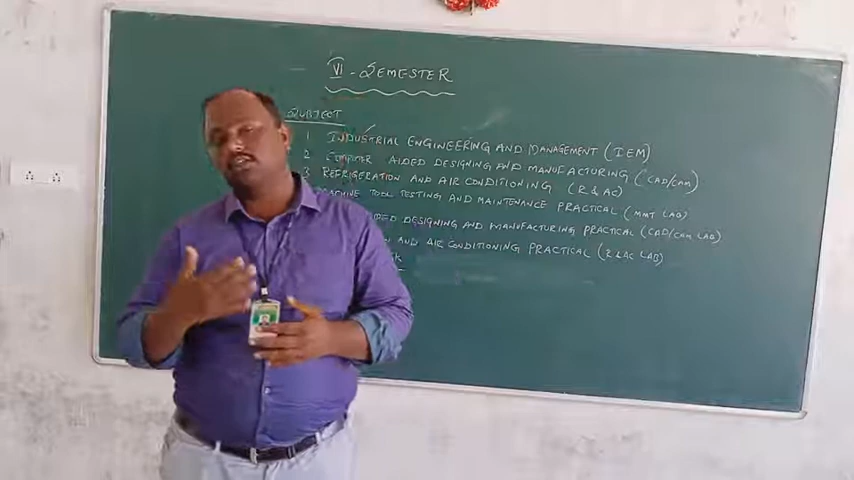 VI - SEMESTER
SUBJECT
1 INDUSTRIAL ENGINEERING AND MANAGEMENT (IEM)
2 COMPUTER AIDED DESIGNING AND MANUFACTURING (CAD/CAM)
3 REFRIGERATION AND AIR CONDITIONING (R&AC)
MACHINE TOOL TESTING AND MAINTENANCE PRACTICAL (MMT LAB)
DESIGNING AND MANUFACTURING PRACTICAL (CAD/CAM LAB)
AND AIR CONDITIONING PRACTICAL (R&AC LAB)